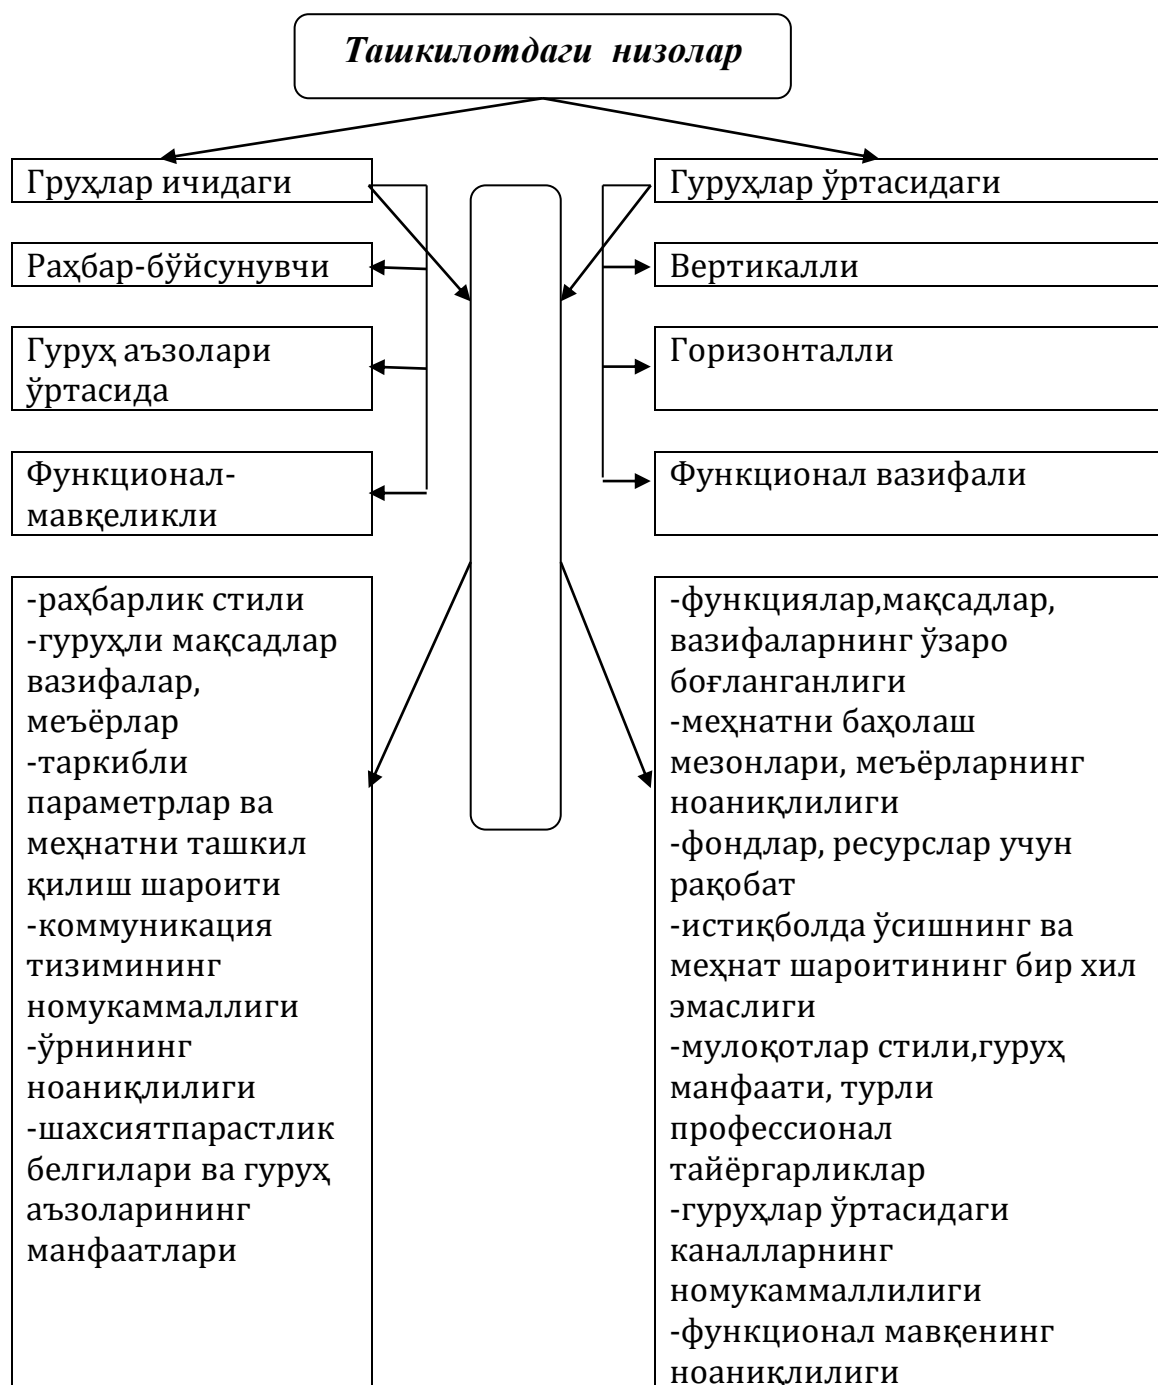 Ташкилотдаги низолар
Груҳлар ичидаги
Гуруҳлар ўртасидаги
Раҳбар-бўйсунувчи
Вертикалли
Гуруҳ аъзолари
ўртасида
Горизонталли
Функционал-
мавқеликли
Функционал вазифали
-раҳбарлик стили
-гуруҳли мақсадлар
вазифалар,
меъёрлар
-таркибли
параметрлар ва
меҳнатни ташкил
қилиш шароити
-коммуникация
тизимининг
номукаммаллиги
-ўрнининг
ноаниқлилиги
-шахсиятпарастлик
белгилари ва гуруҳ
аъзоларининг
манфаатлари
-функциялар,мақсадлар,
вазифаларнинг ўзаро
боғланганлиги
-меҳнатни баҳолаш
мезонлари, меъёрларнинг
ноаниқлилиги
-фондлар, ресурслар учун
рақобат
-истиқболда ўсишнинг ва
меҳнат шароитининг бир хил
эмаслиги
-мулоқотлар стили,гуруҳ
манфаати, турли
профессионал
тайёргарликлар
-гуруҳлар ўртасидаги
каналларнинг
номукаммаллилиги
-функционал мавқенинг
ноаниқлилиги